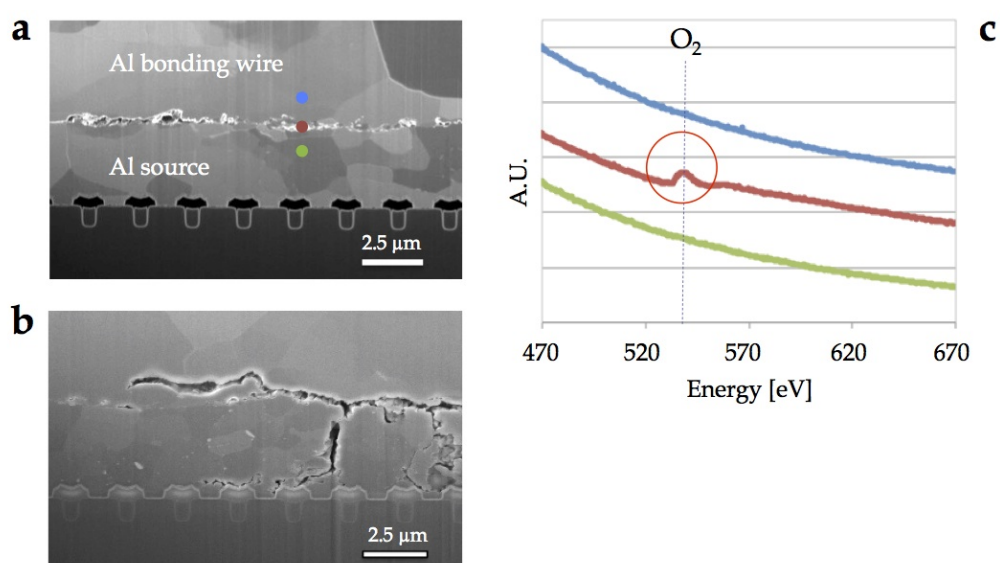 a
Al bonding wire
Al source
2.5 µm
b
2.5 µm
c
O2
A.U.
470 520 570 620 670
Energy [eV]